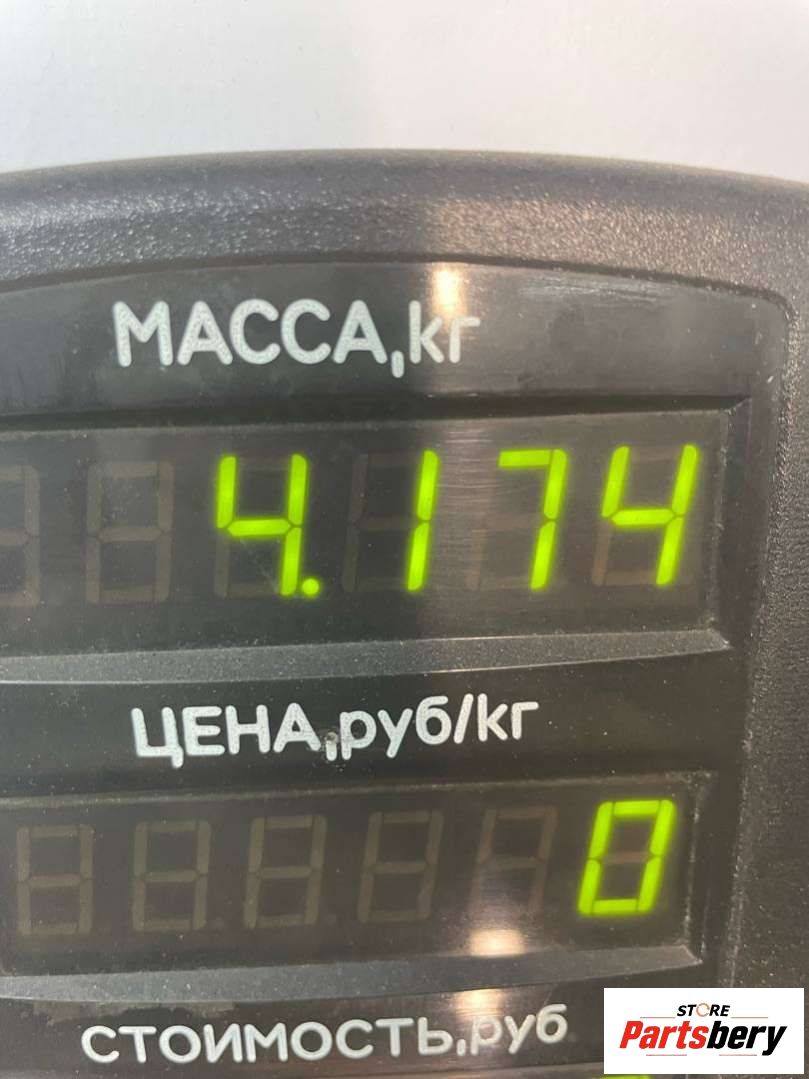 МАССА,кг
4.174
ЦЕНА,руб/кг
0
СТОИМОСТЬ,руб
STORE
Partsbery